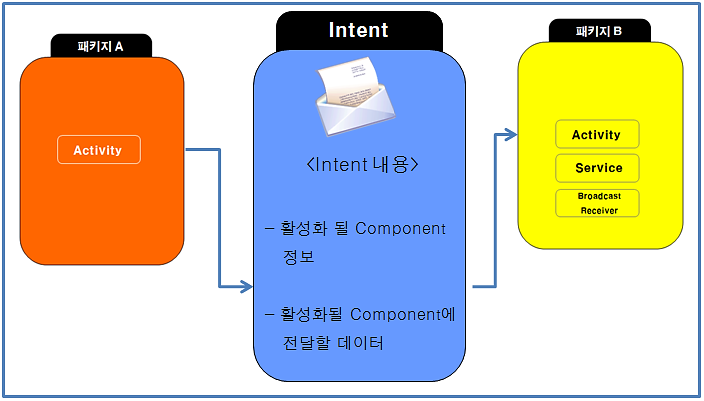 패키지 A
Activity
Intent
<Intent 내용>
– 활성화 될 Component
정보
– 활성화될 Component에
전달할 데이터
패키지 B
Activity
Service
Broadcast
Receiver